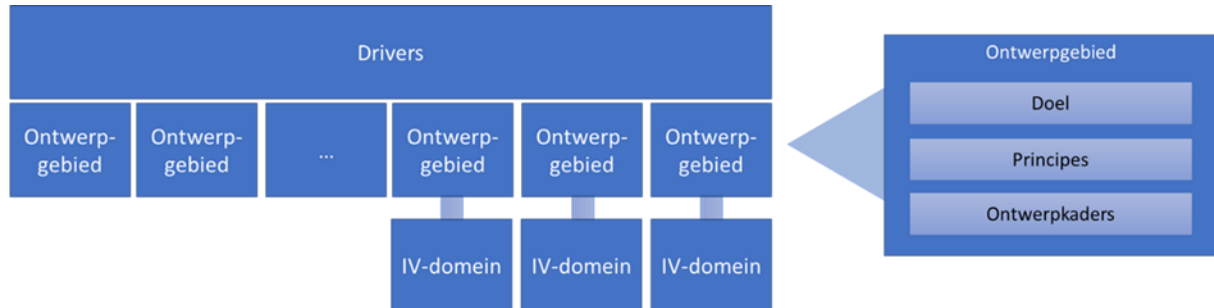 Drivers
Ontwerp-
gebied
Ontwerp-
gebied
...
Ontwerp-
gebied
Ontwerp-
gebied
Ontwerp-
gebied
IV-domein
IV-domein
IV-domein
Ontwerpgebied
Doel
Principes
Ontwerpkaders